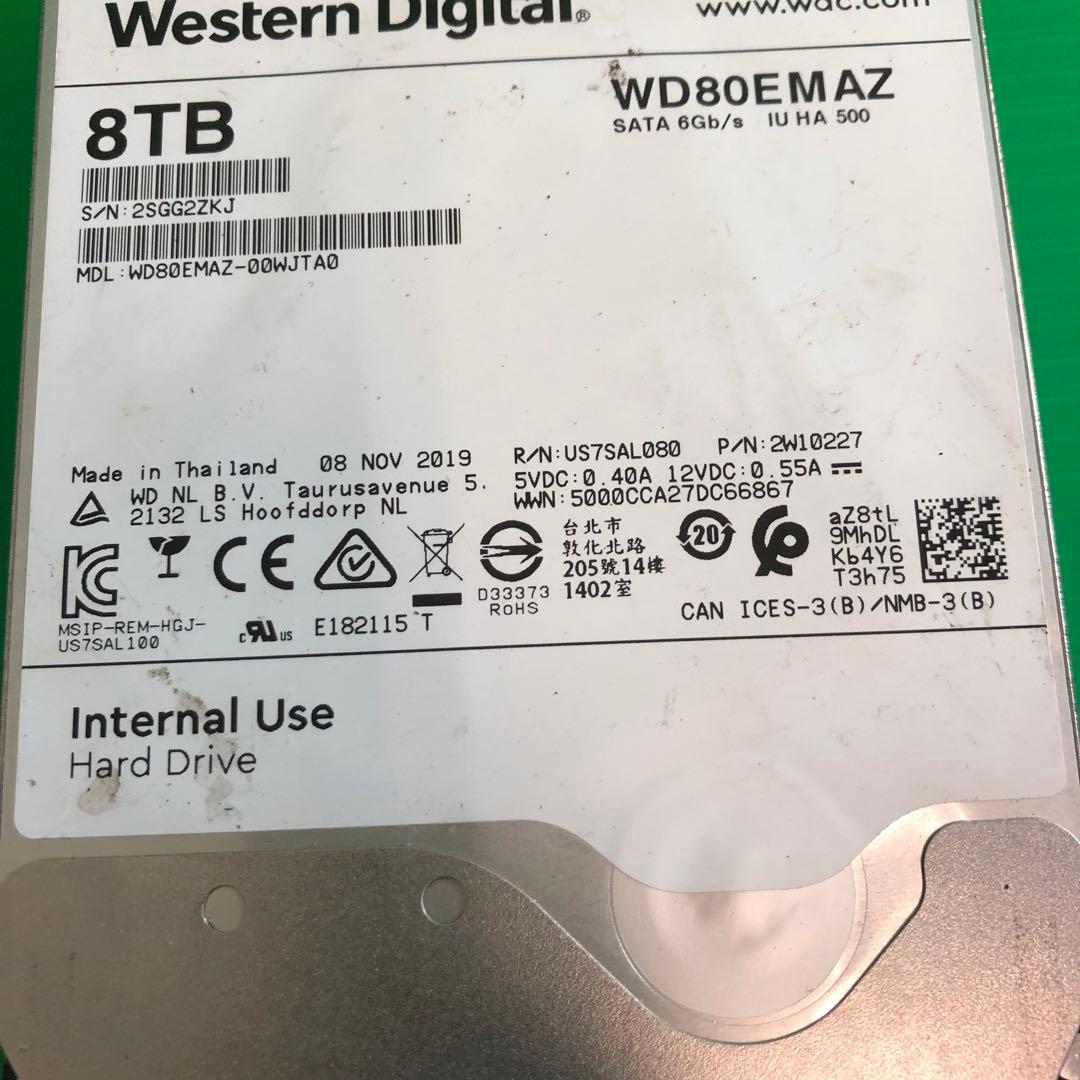 Western Digital®
www.wdc.com
8TB
WD80EMAZ
SATA 6Gb/s IU HA 500
S/N:2SGG2ZKJ
MDL:WD80EMAZ-00WJTA0
Made in Thailand 08 NOV 2019
R/N:US7SAL080 P/N:2W10227
WD NL B.V. Taurusavenue 5.
2132 LS Hoofddorp NL
5VDC:0.40A 12VDC:0.55A
WWN:5000CCA27DC66867
MSIP-REM-HGJ-
US7SAL100
CE
c RU us E182115 T
D33373
RoHS
台北市
敦化北路
205號14樓
1402室
20
aZ8tL
9MhDL
Kb4Y6
T3h75
CAN ICES-3(B)/NMB-3(B)
Internal Use
Hard Drive